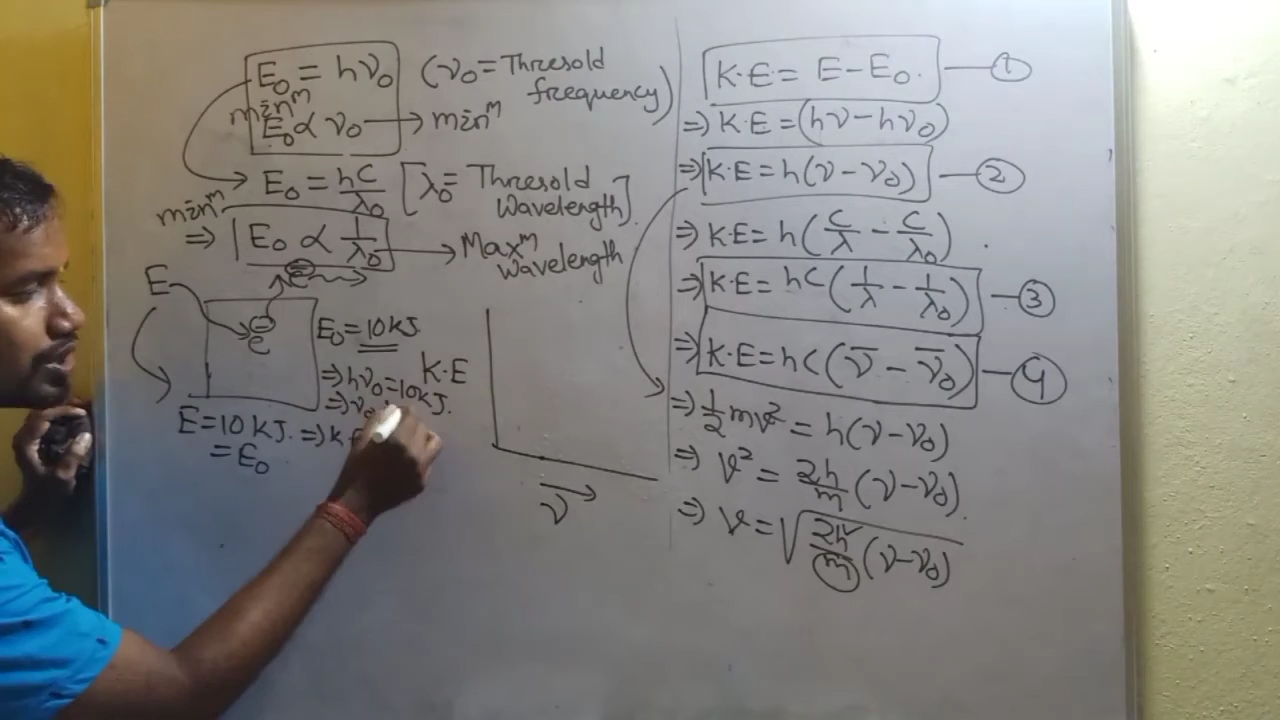 E₀ = hν₀ (ν₀ = Thresold
frequency)
minᵐ
E₀ ∝ ν₀ → minᵐ
E₀ = hC/λ₀ [λ₀ = Thresold
Wavelength]
minᵐ
⇒ E₀ ∝ 1/λ₀ → Maxᵐ
wavelength
E
e⁻
e⁻
E₀ = 10 kJ
⇒ hν₀ = 10 kJ.
⇒ ν₀
E = 10 kJ. ⇒ K
= E₀
K·E
ν
K·E = E – E₀. — ①
⇒ K·E = (hν – hν₀)
⇒ K·E = h(ν – ν₀) — ②
⇒ K·E = h(C/λ – C/λ₀)
⇒ K·E = hC(1/λ – 1/λ₀) — ③
⇒ K·E = hC(ν̅ – ν̅₀) — ④
⇒ ½mv² = h(ν – ν₀)
⇒ v² = 2h/m (ν – ν₀).
⇒ v = √(2h/m (ν – ν₀))